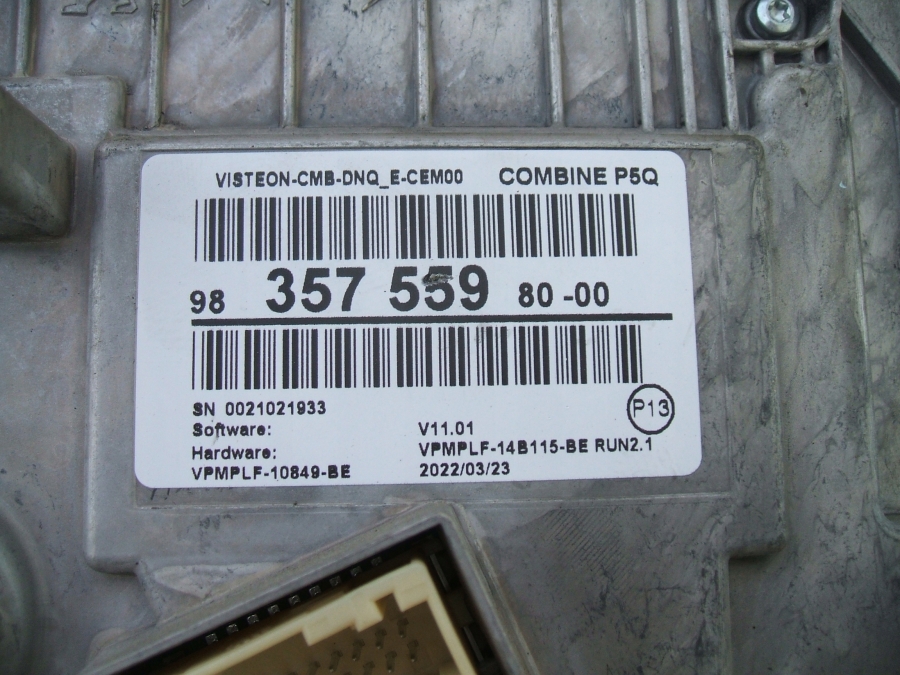 VISTEON-CMB-DNQ_E-CEM00 COMBINE P5Q
98 357 559 80 -00
SN 0021021933 P13
Software: V11.01
Hardware: VPMPLF-14B115-BE RUN2.1
VPMPLF-10849-BE 2022/03/23